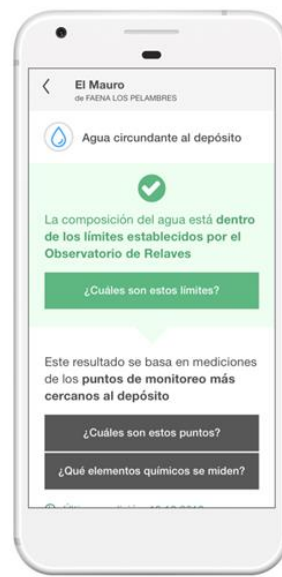 El Mauro
de FAENA LOS PELAMBRES
Agua circundante al depósito
La composición del agua está dentro
de los límites establecidos por el
Observatorio de Relaves
¿Cuáles son estos límites?
Este resultado se basa en mediciones
de los puntos de monitoreo más
cercanos al depósito
¿Cuáles son estos puntos?
¿Qué elementos químicos se miden?